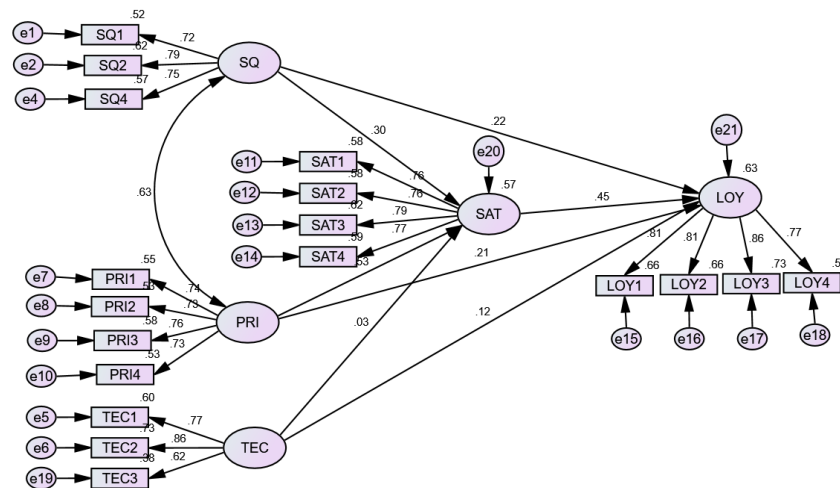 .52
e1
SQ1
.72
.62
e2
SQ2
.79
SQ
.57
.75
e4
SQ4
.22
e21
.30
.58
e20
.63
e11
SAT1
.76
.57
.63
.58
e12
SAT2
.76
LOY
.62
SAT
.45
e13
SAT3
.79
.59
.77
e14
SAT4
.53
.21
.81
.81
.86
.77
.55
.66
.66
.73
e7
PRI1
.74
LOY1
LOY2
LOY3
LOY4
.53
e8
PRI2
.73
.58
.76
PRI
.12
e9
PRI3
.03
e15
e16
e17
e18
.53
.73
e10
PRI4
.60
e5
TEC1
.77
.73
e6
TEC2
.86
TEC
.38
.62
e19
TEC3